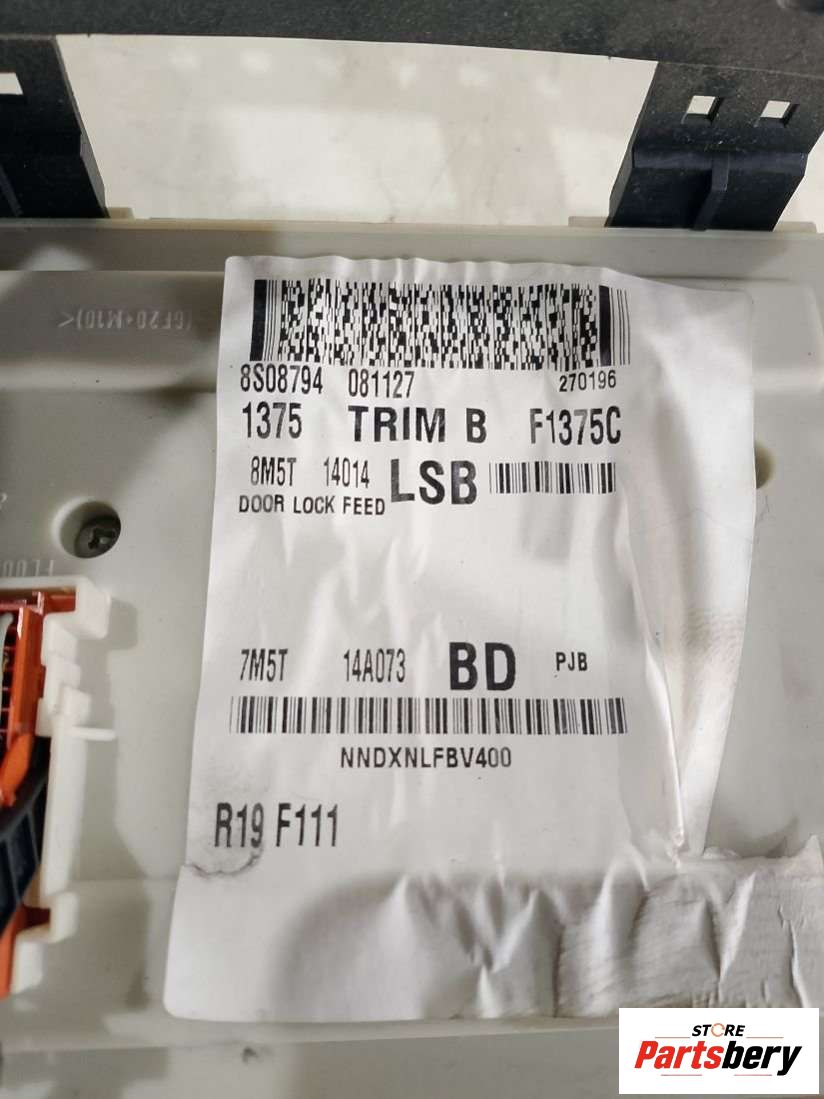 8S08794 081127 270196
1375 TRIM B F1375C
8M5T 14014 LSB
DOOR LOCK FEED
7M5T 14A073 BD PJB
NNDXNLFBV400
R19 F111
STORE
Partsbery